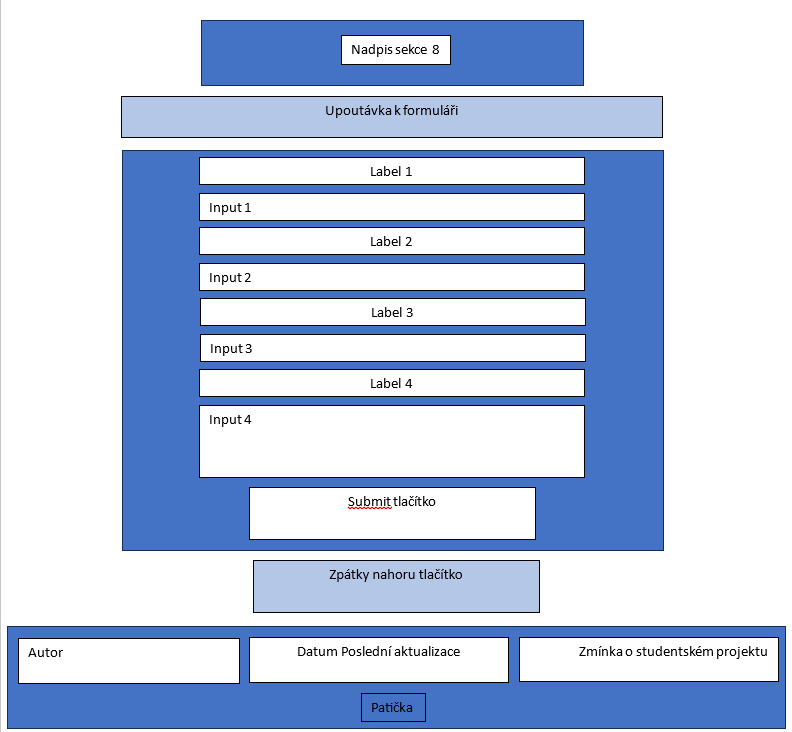 Nadpis sekce 8
Upoutávka k formuláři
Label 1
Input 1
Label 2
Input 2
Label 3
Input 3
Label 4
Input 4
Submit tlačítko
Zpátky nahoru tlačítko
Autor
Datum Poslední aktualizace
Zmínka o studentském projektu
Patička